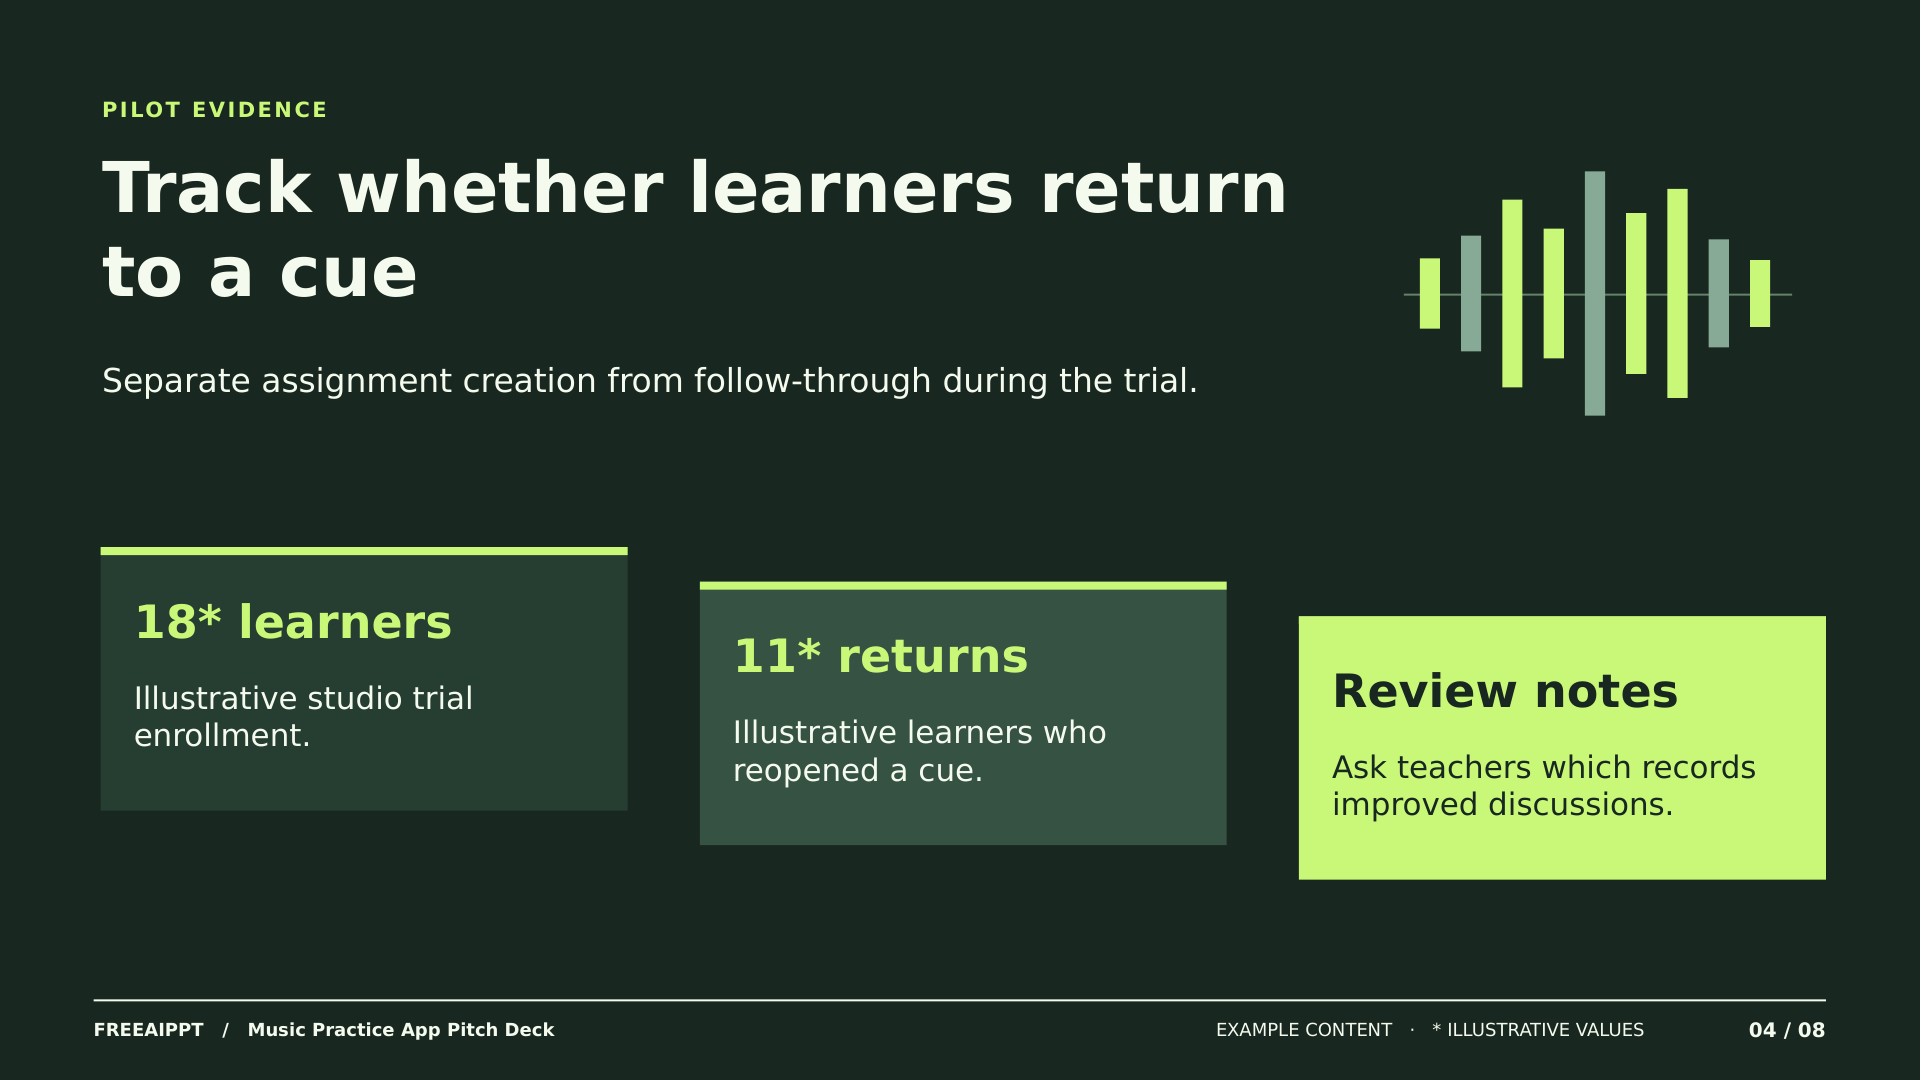 PILOT EVIDENCE
Track whether learners return
to a cue
Separate assignment creation from follow-through during the trial.
18* learners
Illustrative studio trial
enrollment.
11* returns
Illustrative learners who
reopened a cue.
Review notes
Ask teachers which records
improved discussions.
FREEAIPPT / Music Practice App Pitch Deck
EXAMPLE CONTENT · * ILLUSTRATIVE VALUES
04 / 08